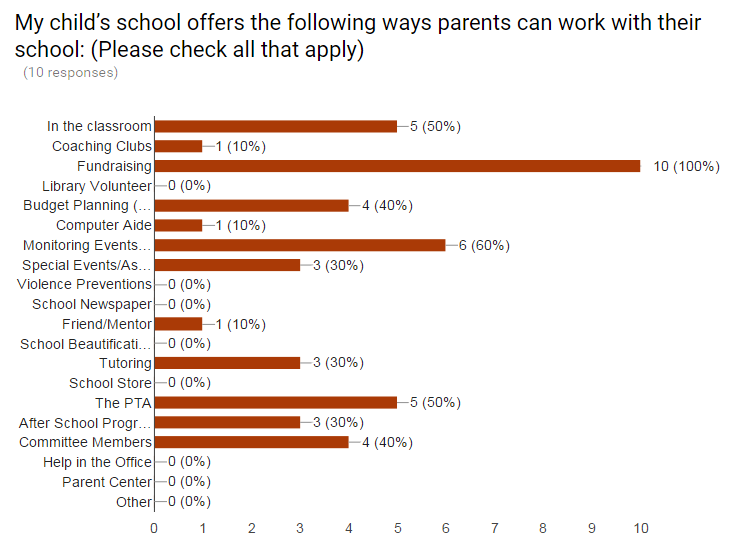 My child’s school offers the following ways parents can work with their
school: (Please check all that apply)
(10 responses)
In the classroom 5 (50%)
Coaching Clubs 1 (10%)
Fundraising 10 (100%)
Library Volunteer 0 (0%)
Budget Planning (... 4 (40%)
Computer Aide 1 (10%)
Monitoring Events... 6 (60%)
Special Events/As... 3 (30%)
Violence Preventions 0 (0%)
School Newspaper 0 (0%)
Friend/Mentor 1 (10%)
School Beautificati... 0 (0%)
Tutoring 3 (30%)
School Store 0 (0%)
The PTA 5 (50%)
After School Progr... 3 (30%)
Committee Members 4 (40%)
Help in the Office 0 (0%)
Parent Center 0 (0%)
Other 0 (0%)
0 1 2 3 4 5 6 7 8 9 10